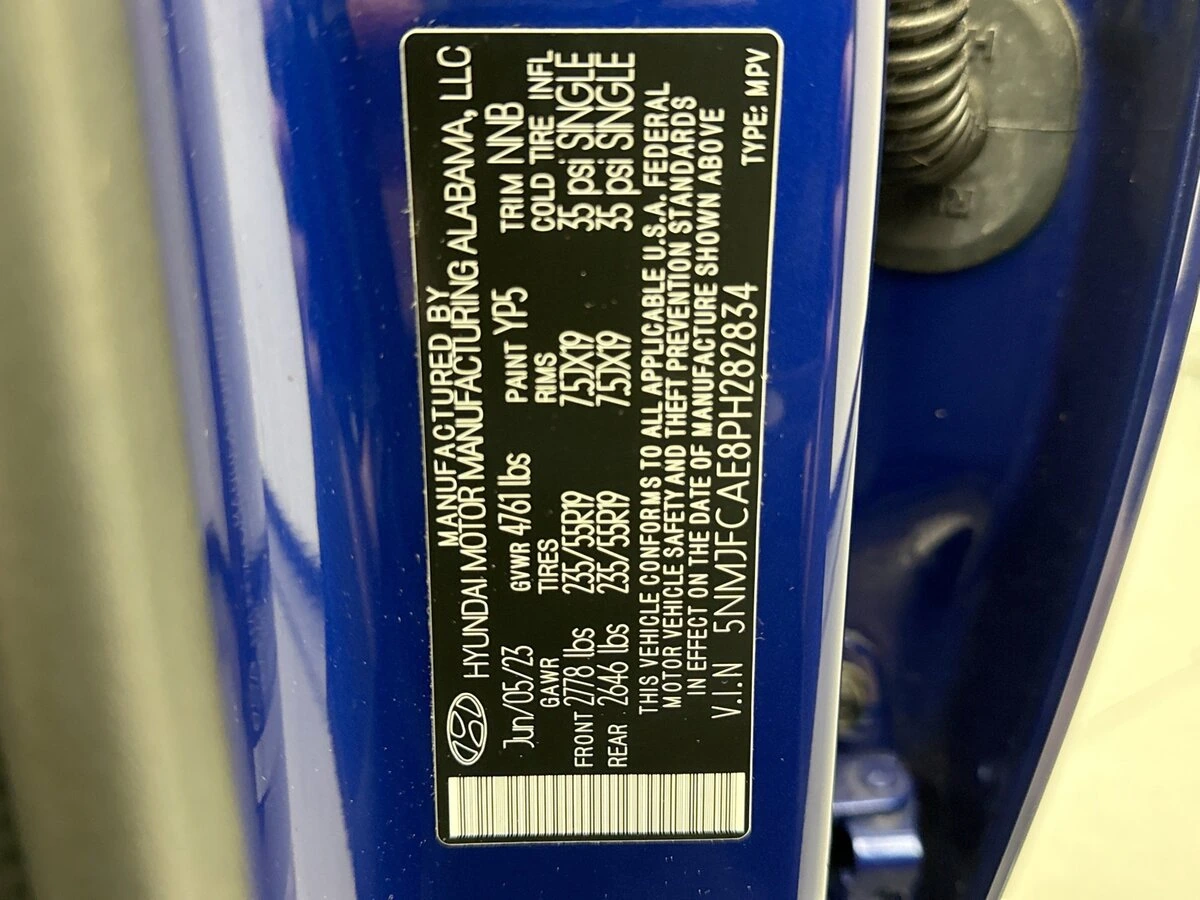 MANUFACTURED BY
HYUNDAI MOTOR MANUFACTURING ALABAMA, LLC
Jun/05/23 GVWR 4761 lbs PAINT YP5 TRIM NNB
GAWR TIRES RIMS COLD TIRE INFL
FRONT 2778 lbs 235/55R19 7.5JX19 35 psi SINGLE
REAR 2646 lbs 235/55R19 7.5JX19 35 psi SINGLE
THIS VEHICLE CONFORMS TO ALL APPLICABLE U.S.A. FEDERAL
MOTOR VEHICLE SAFETY AND THEFT PREVENTION STANDARDS
IN EFFECT ON THE DATE OF MANUFACTURE SHOWN ABOVE
V.I.N 5NMJFCAE8PH282834 TYPE: MPV